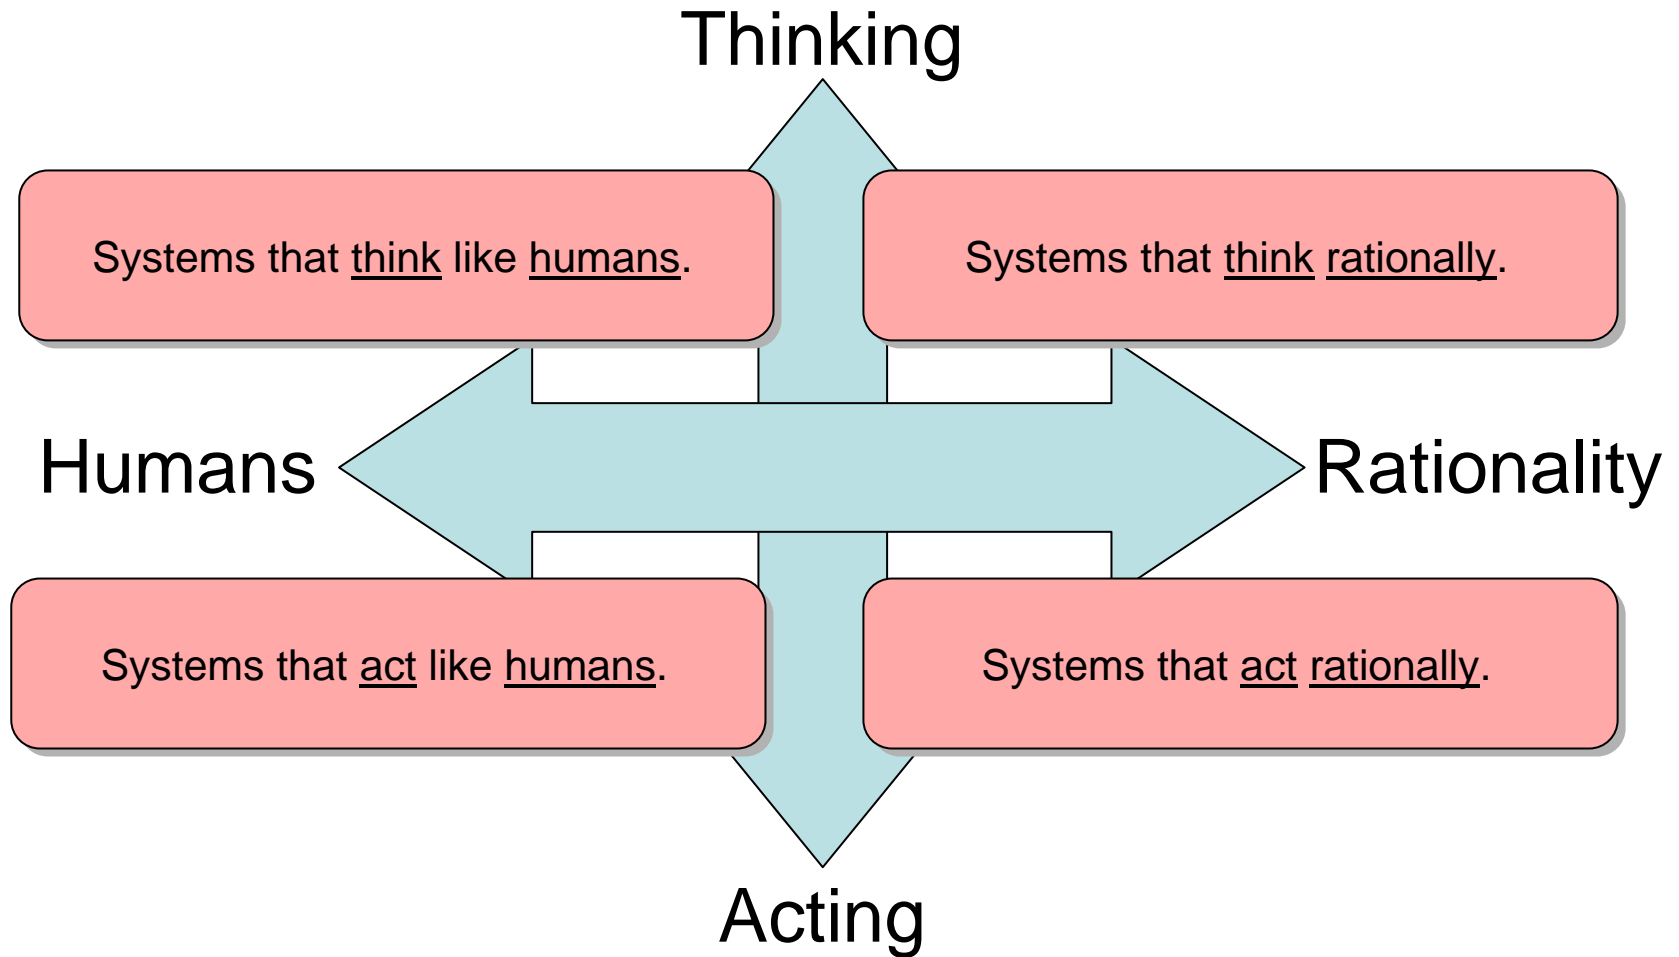 Thinking
Systems that think like humans.
Systems that think rationally.
Humans
Rationality
Systems that act like humans.
Systems that act rationally.
Acting